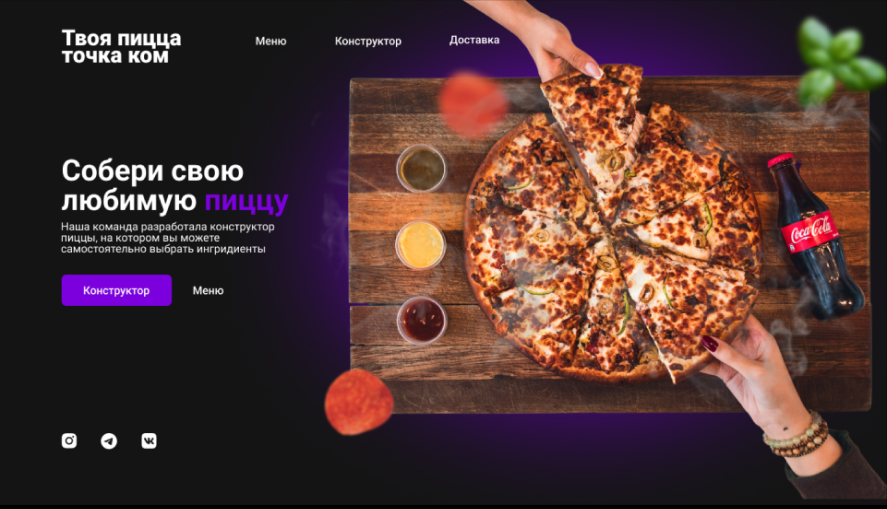 Твоя пицца
точка ком
Меню
Конструктор
Доставка
Собери свою
любимую пиццу
Наша команда разработала конструктор
пиццы, на котором вы можете
самостоятельно выбрать ингридиенты
Конструктор
Меню
Coca-Cola